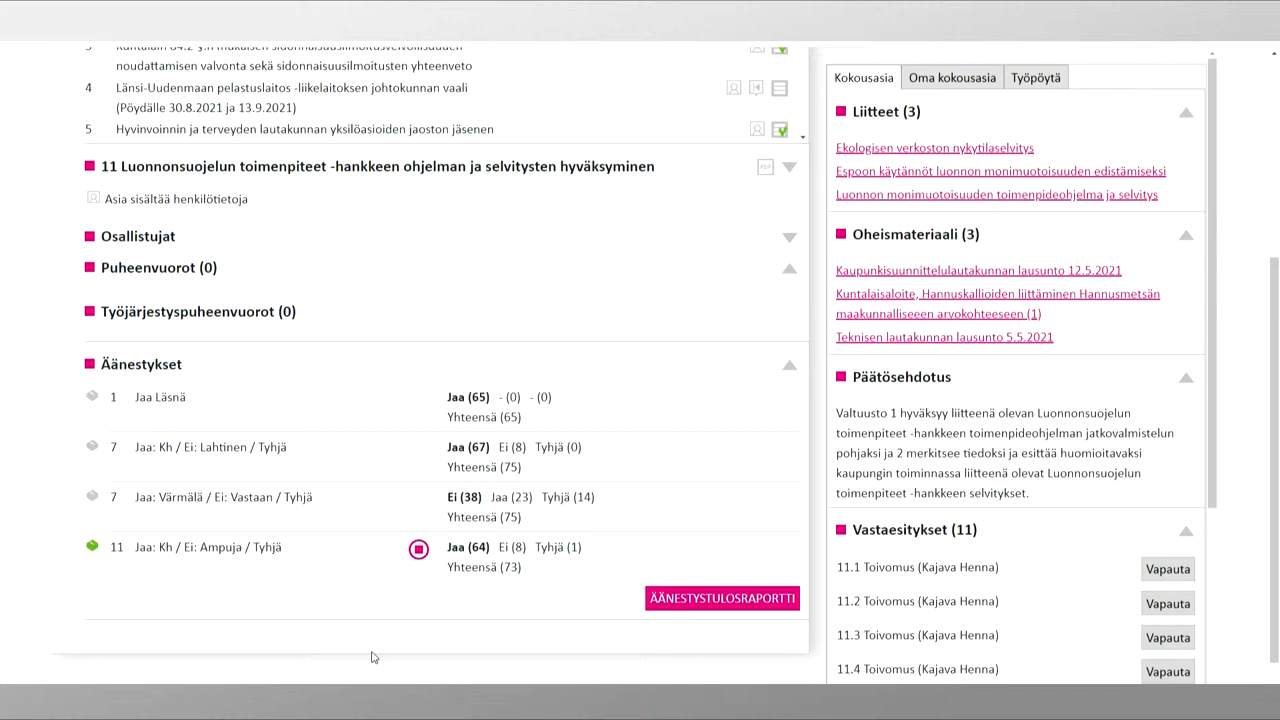 noudattamisen valvonta sekä sidonnaisuusilmoitusten yhteenveto
4 Länsi-Uudenmaan pelastuslaitos -liikelaitoksen johtokunnan vaali
(Pöydälle 30.8.2021 ja 13.9.2021)
5 Hyvinvoinnin ja terveyden lautakunnan yksilöasioiden jaoston jäsenen
11 Luonnonsuojelun toimenpiteet -hankkeen ohjelman ja selvitysten hyväksyminen
PDF
Asia sisältää henkilötietoja
Osallistujat
Puheenvuorot (0)
Työjärjestyspuheenvuorot (0)
Äänestykset
1 Jaa Läsnä Jaa (65) - (0) - (0)
Yhteensä (65)
7 Jaa: Kh / Ei: Lahtinen / Tyhjä Jaa (67) Ei (8) Tyhjä (0)
Yhteensä (75)
7 Jaa: Värmälä / Ei: Vastaan / Tyhjä Ei (38) Jaa (23) Tyhjä (14)
Yhteensä (75)
11 Jaa: Kh / Ei: Ampuja / Tyhjä Jaa (64) Ei (8) Tyhjä (1)
Yhteensä (73)
ÄÄNESTYSTULOSRAPORTTI
Kokousasia Oma kokousasia Työpöytä
Liitteet (3)
Ekologisen verkoston nykytilaselvitys
Espoon käytännöt luonnon monimuotoisuuden edistämiseksi
Luonnon monimuotoisuuden toimenpideohjelma ja selvitys
Oheismateriaali (3)
Kaupunkisuunnittelulautakunnan lausunto 12.5.2021
Kuntalaisaloite, Hannuskallioiden liittäminen Hannusmetsän
maakunnalliseeen arvokohteeseen (1)
Teknisen lautakunnan lausunto 5.5.2021
Päätösehdotus
Valtuusto 1 hyväksyy liitteenä olevan Luonnonsuojelun
toimenpiteet -hankkeen toimenpideohjelman jatkovalmistelun
pohjaksi ja 2 merkitsee tiedoksi ja esittää huomioitavaksi
kaupungin toiminnassa liitteenä olevat Luonnonsuojelun
toimenpiteet -hankkeen selvitykset.
Vastaesitykset (11)
11.1 Toivomus (Kajava Henna) Vapauta
11.2 Toivomus (Kajava Henna) Vapauta
11.3 Toivomus (Kajava Henna) Vapauta
11.4 Toivomus (Kajava Henna) Vapauta